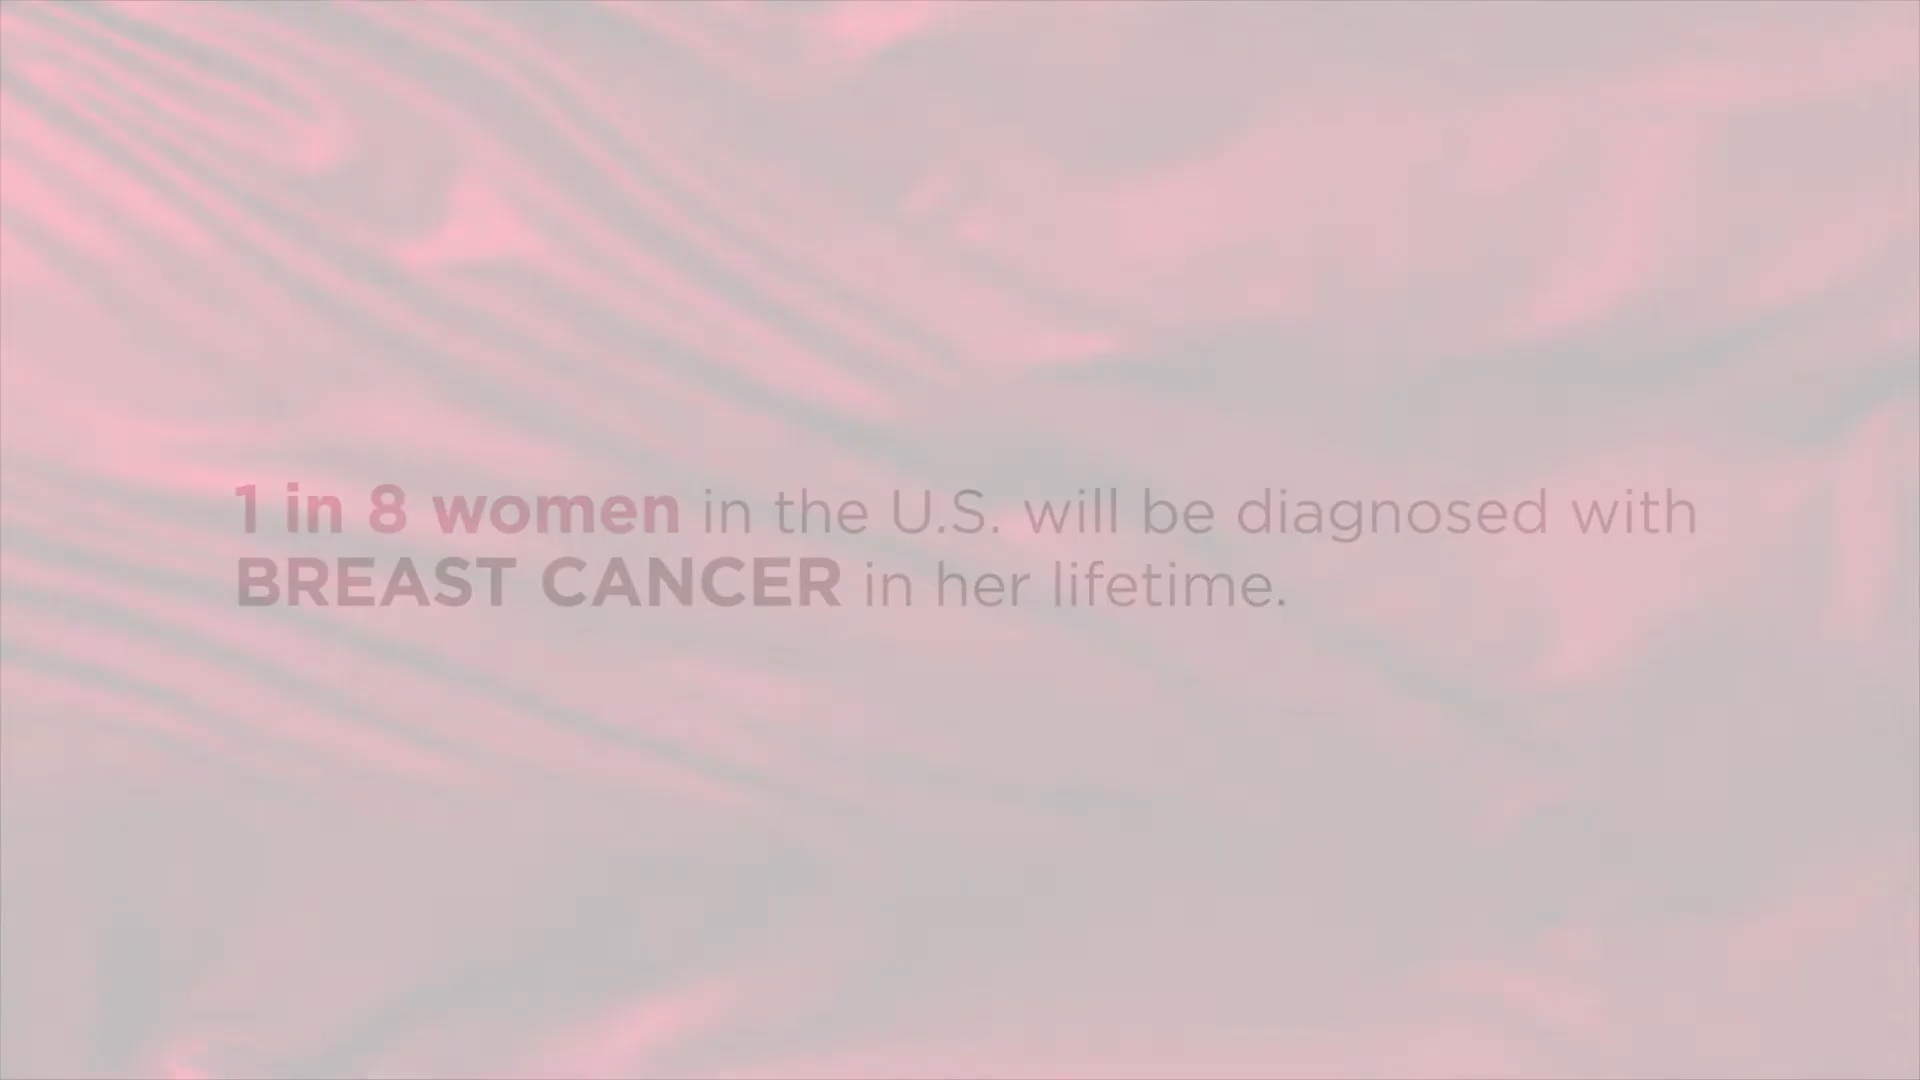 1 in 8 women in the U.S. will be diagnosed with
BREAST CANCER in her lifetime.